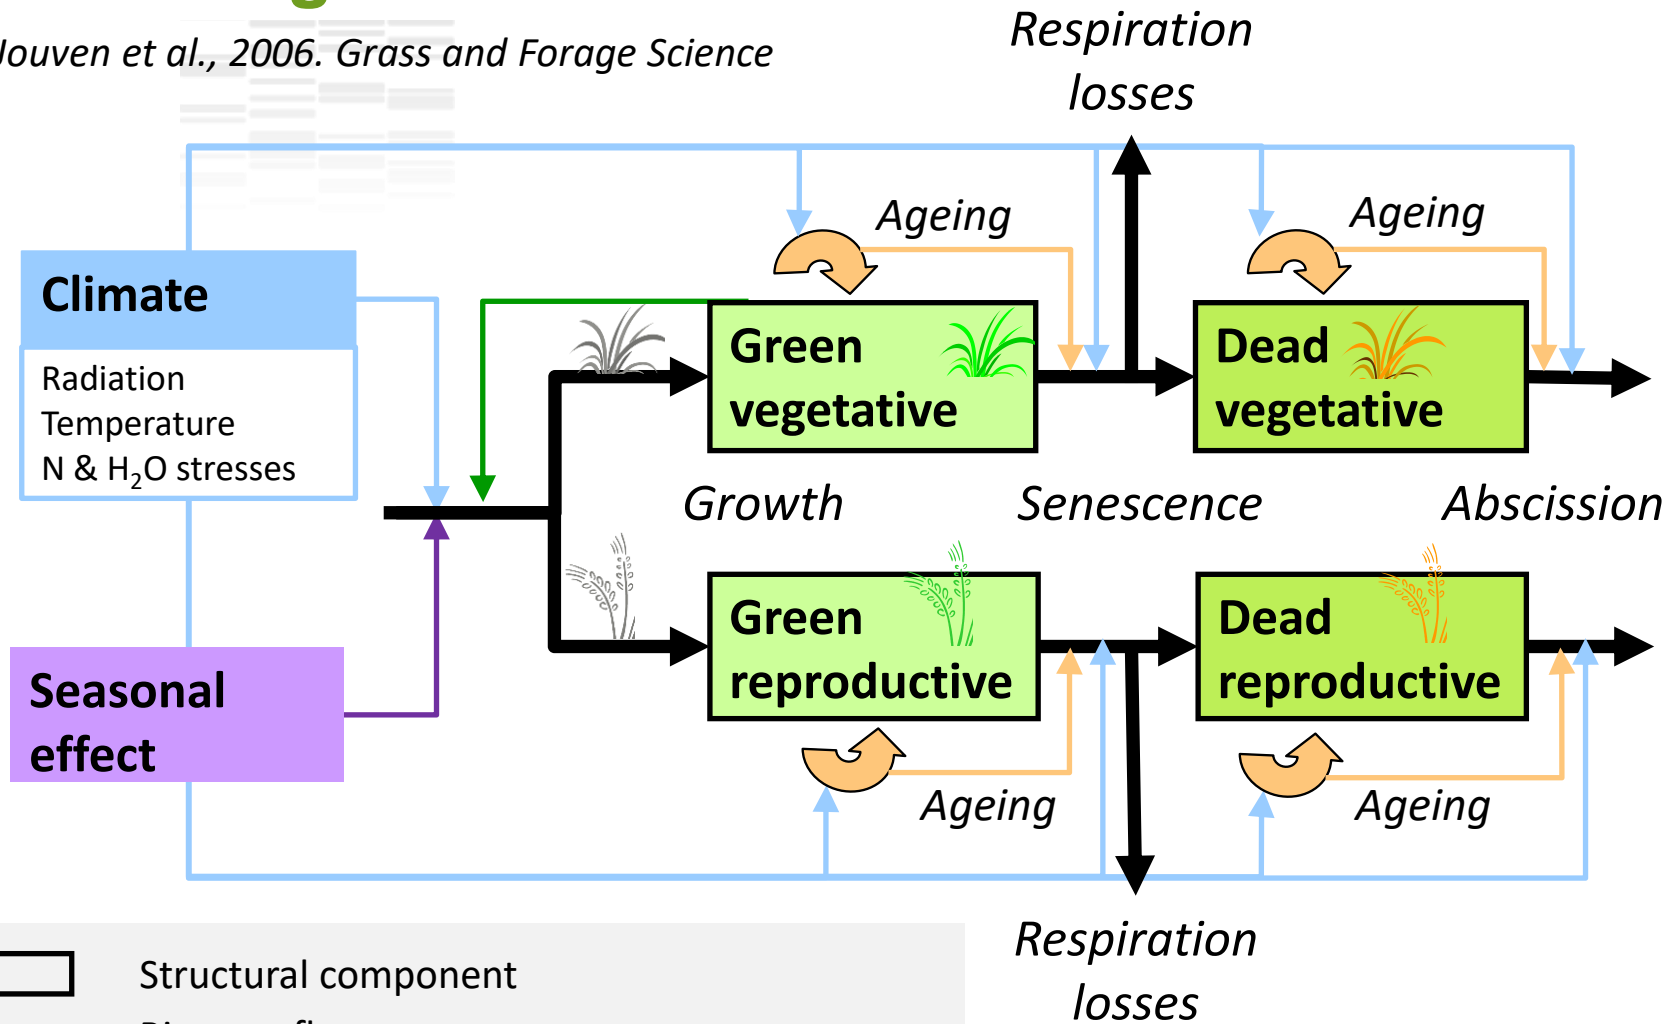 Jouven et al., 2006. Grass and Forage Science
Respiration
losses
Ageing
Ageing
Climate
Radiation
Temperature
N & H₂O stresses
Green
vegetative
Dead
vegetative
Growth
Senescence
Abscission
Seasonal
effect
Green
reproductive
Dead
reproductive
Ageing
Ageing
Respiration
losses
Structural component